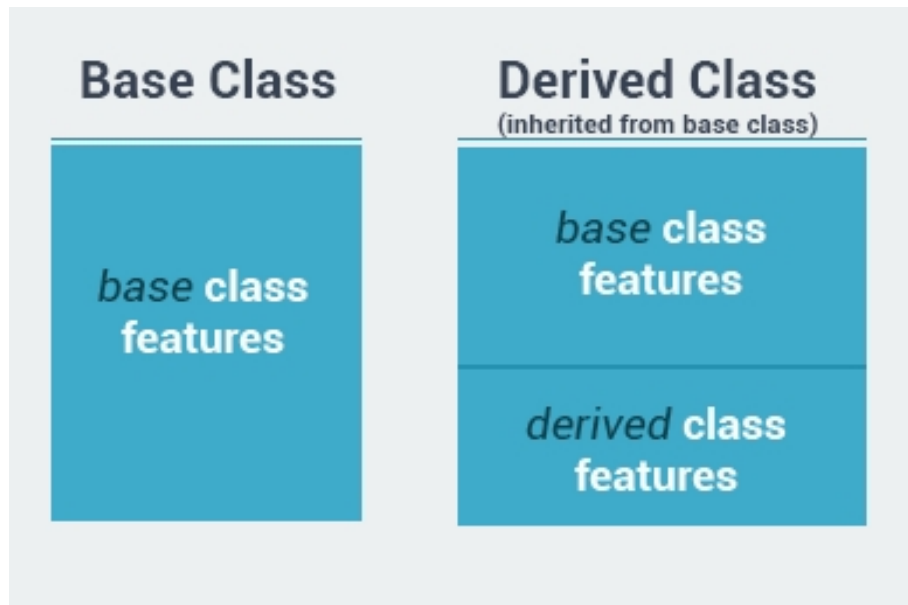 Base Class
base class
features
Derived Class
(inherited from base class)
base class
features
derived class
features